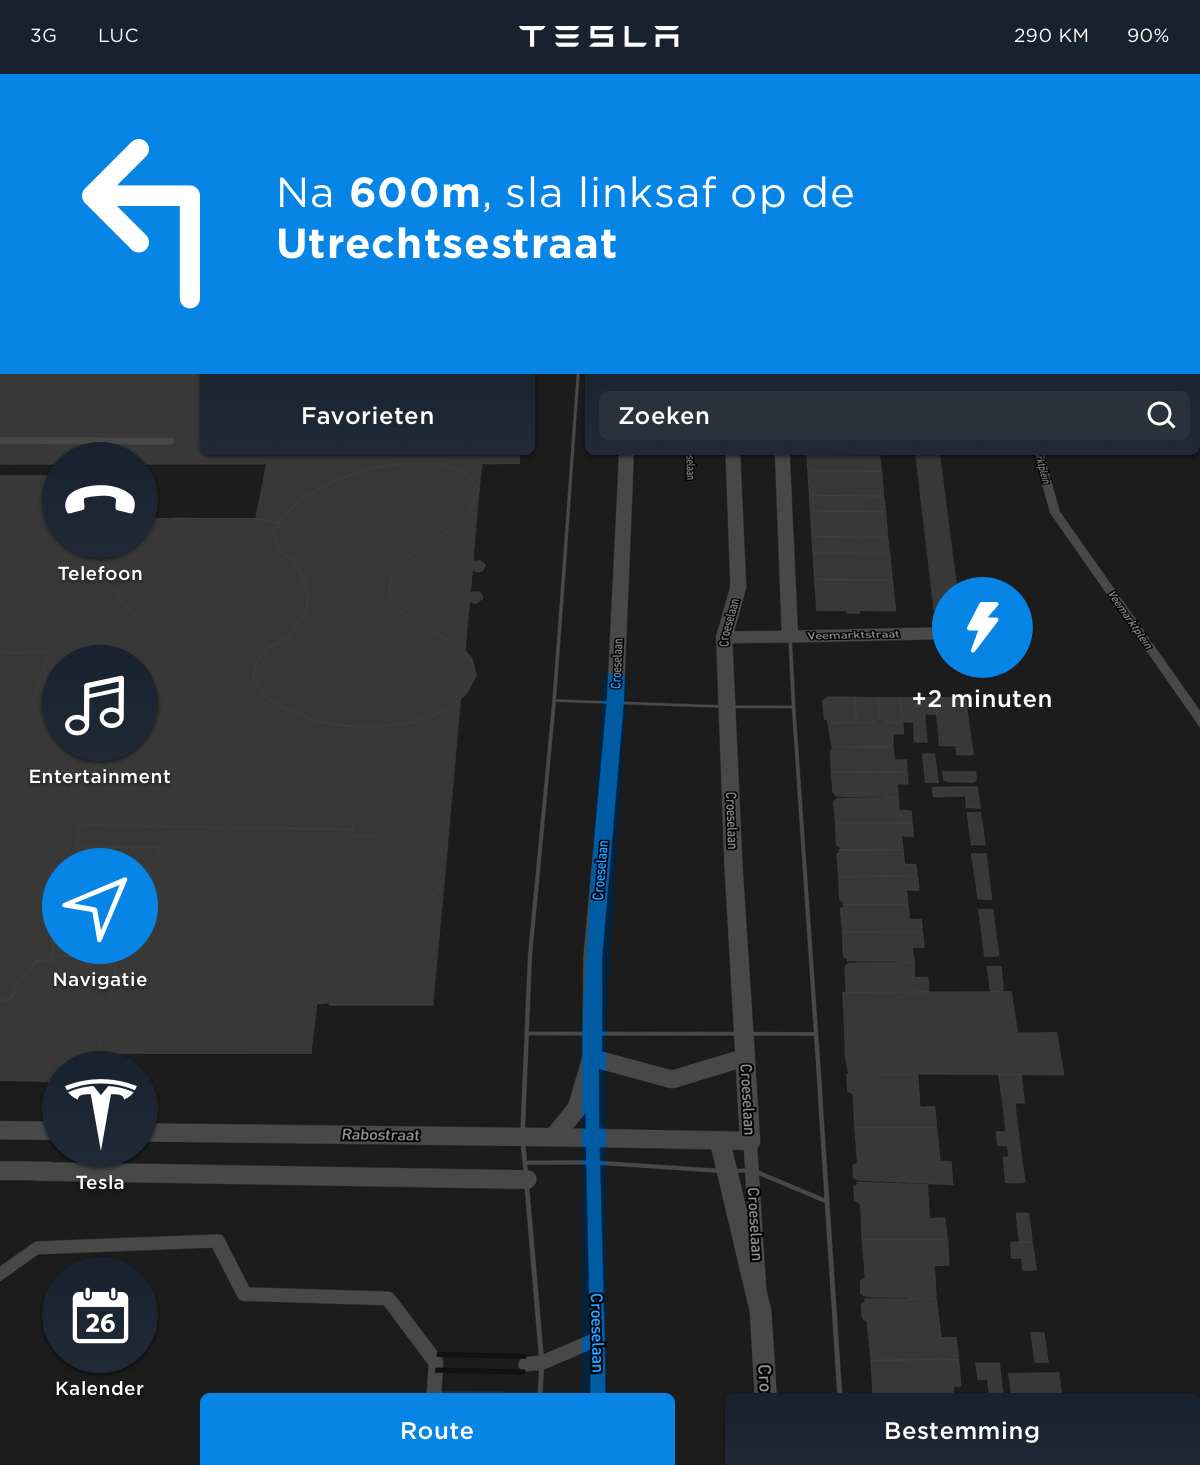 3G
LUC
TESLA
290 KM
90%
Na 600m, sla linksaf op de
Utrechtsestraat
Favorieten
Zoeken
Telefoon
Croeselaan
Croeselaan
Veemarktstraat
Veemarktplein
+2 minuten
Entertainment
Croeselaan
Croeselaan
Navigatie
Croeselaan
Rabostraat
Tesla
Croeselaan
26
Croeselaan
Kalender
Route
Bestemming